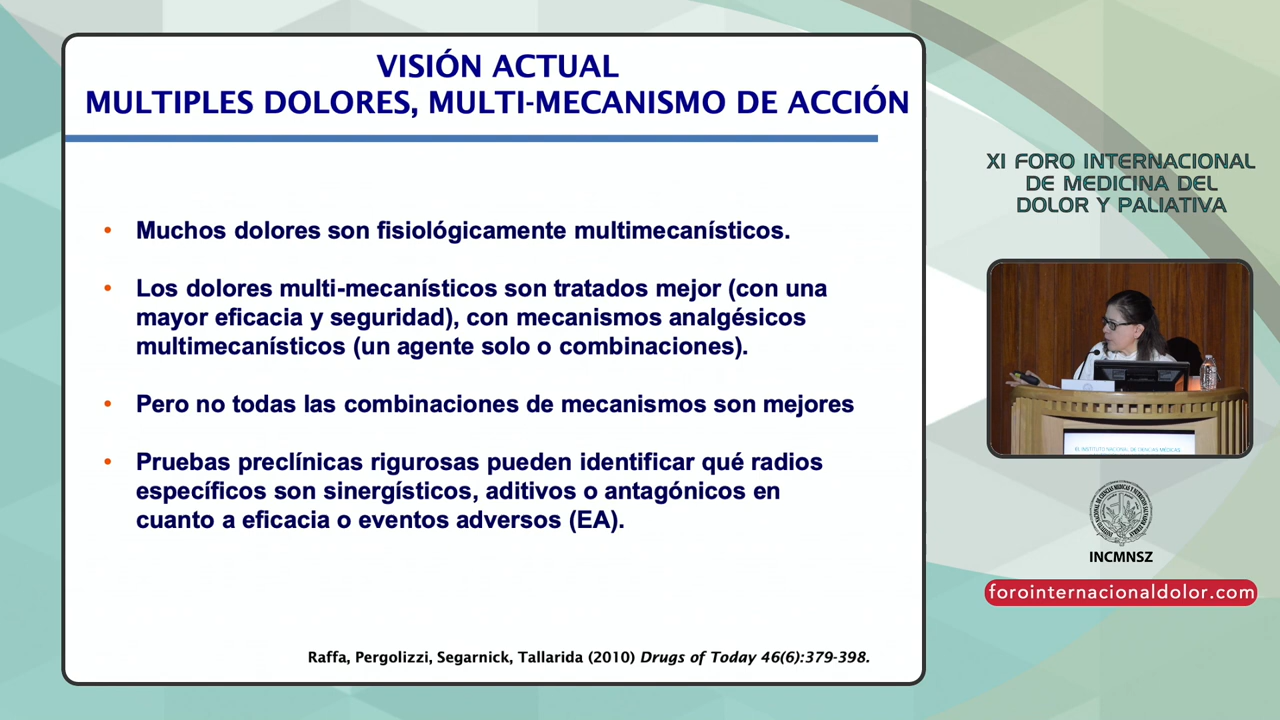 VISIÓN ACTUAL
MULTIPLES DOLORES, MULTI-MECANISMO DE ACCIÓN
• Muchos dolores son fisiológicamente multimecanísticos.
• Los dolores multi-mecanísticos son tratados mejor (con una
mayor eficacia y seguridad), con mecanismos analgésicos
multimecanísticos (un agente solo o combinaciones).
• Pero no todas las combinaciones de mecanismos son mejores
• Pruebas preclínicas rigurosas pueden identificar qué radios
específicos son sinergísticos, aditivos o antagónicos en
cuanto a eficacia o eventos adversos (EA).
Raffa, Pergolizzi, Segarnick, Tallarida (2010) Drugs of Today 46(6):379-398.
XI FORO INTERNACIONAL
DE MEDICINA DEL
DOLOR Y PALIATIVA
INCMNSZ
forointernacionaldolor.com